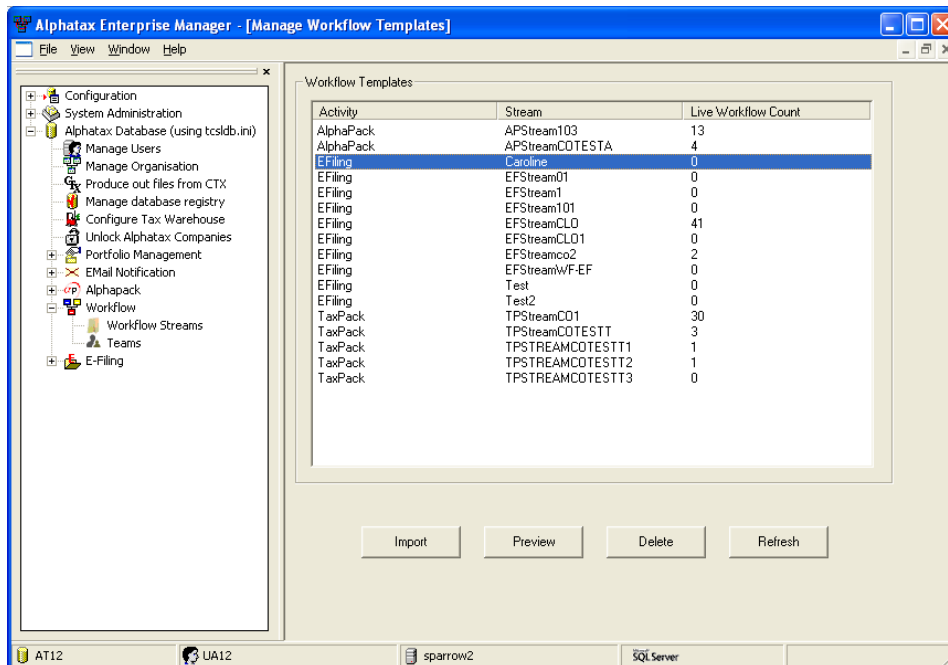 Alphatax Enterprise Manager - [Manage Workflow Templates]
File View Window Help
Configuration
System Administration
Alphatax Database (using tcsldb.ini)
Manage Users
Manage Organisation
Produce out files from CTX
Manage database registry
Configure Tax Warehouse
Unlock Alphatax Companies
Portfolio Management
EMail Notification
Alphapack
Workflow
Workflow Streams
Teams
E-Filing
Workflow Templates
Activity Stream Live Workflow Count
AlphaPack APStream103 13
AlphaPack APStreamCOTESTA 4
EFiling Caroline 0
EFiling EFStream01 0
EFiling EFStream1 0
EFiling EFStream101 0
EFiling EFStreamCLO 41
EFiling EFStreamCLO1 0
EFiling EFStreamco2 2
EFiling EFStreamWF-EF 0
EFiling Test 0
EFiling Test2 0
TaxPack TPStreamCO1 30
TaxPack TPStreamCOTESTT 3
TaxPack TPSTREAMCOTESTT1 1
TaxPack TPSTREAMCOTESTT2 1
TaxPack TPSTREAMCOTESTT3 0
Import Preview Delete Refresh
AT12 UA12 sparrow2 SQL Server